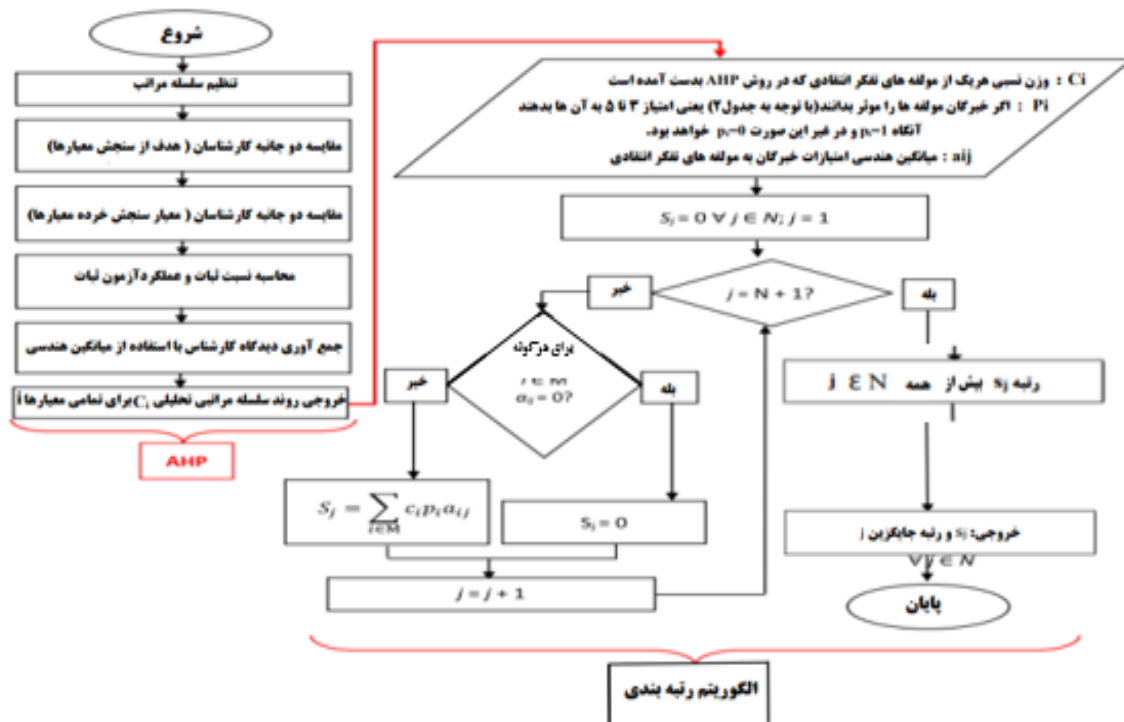 شروع
تنظیم سلسله مراتب
مقایسه دو جانبه کارشناسان ( هدف از سنجش معیارها)
مقایسه دو جانبه کارشناسان ( معیار سنجش خرده معیارها)
محاسبه نسبت ثبات و عملکردآزمون ثبات
جمع آوری دیدگاه کارشناس با استفاده از میانگین هندسی
خروجی روند سلسله مراتبی تحلیلی Ci برای تمامی معیارها i
AHP
Ci : وزن نسبی هریک از مولفه های تفکر انتقادی که در روش AHP بدست آمده است
Pi : اگر خبرگان مولفه ها را موثر بدانند(با توجه به جدول۲) یعنی امتیاز ۳ تا ۵ به آن ها بدهند
آنگاه pᵢ=1 و در غیر این صورت pᵢ=0 خواهد بود.
aij : میانگین هندسی امتیازات خبرگان به مولفه های تفکر انتقادی
Sⱼ = 0 ∀ j ∈ N; j = 1
j = N + 1?
خیر
بله
برای هرگونه
i ∈ M
aᵢⱼ = 0?
خیر
بله
Sⱼ = ∑ i∈M cᵢpᵢaᵢⱼ
Sⱼ = 0
j = j + 1
رتبه sj بیش از همه j ε N
خروجی: Sj و رتبه جایگزین j
∀ j ∈ N
پایان
الگوریتم رتبه بندی